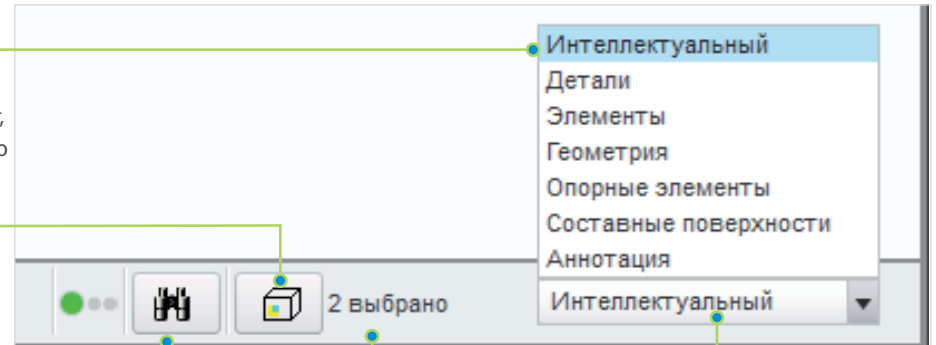 Интеллектуальный
Детали
Элементы
Геометрия
Опорные элементы
Составные поверхности
Аннотация
2 выбрано
Интеллектуальный